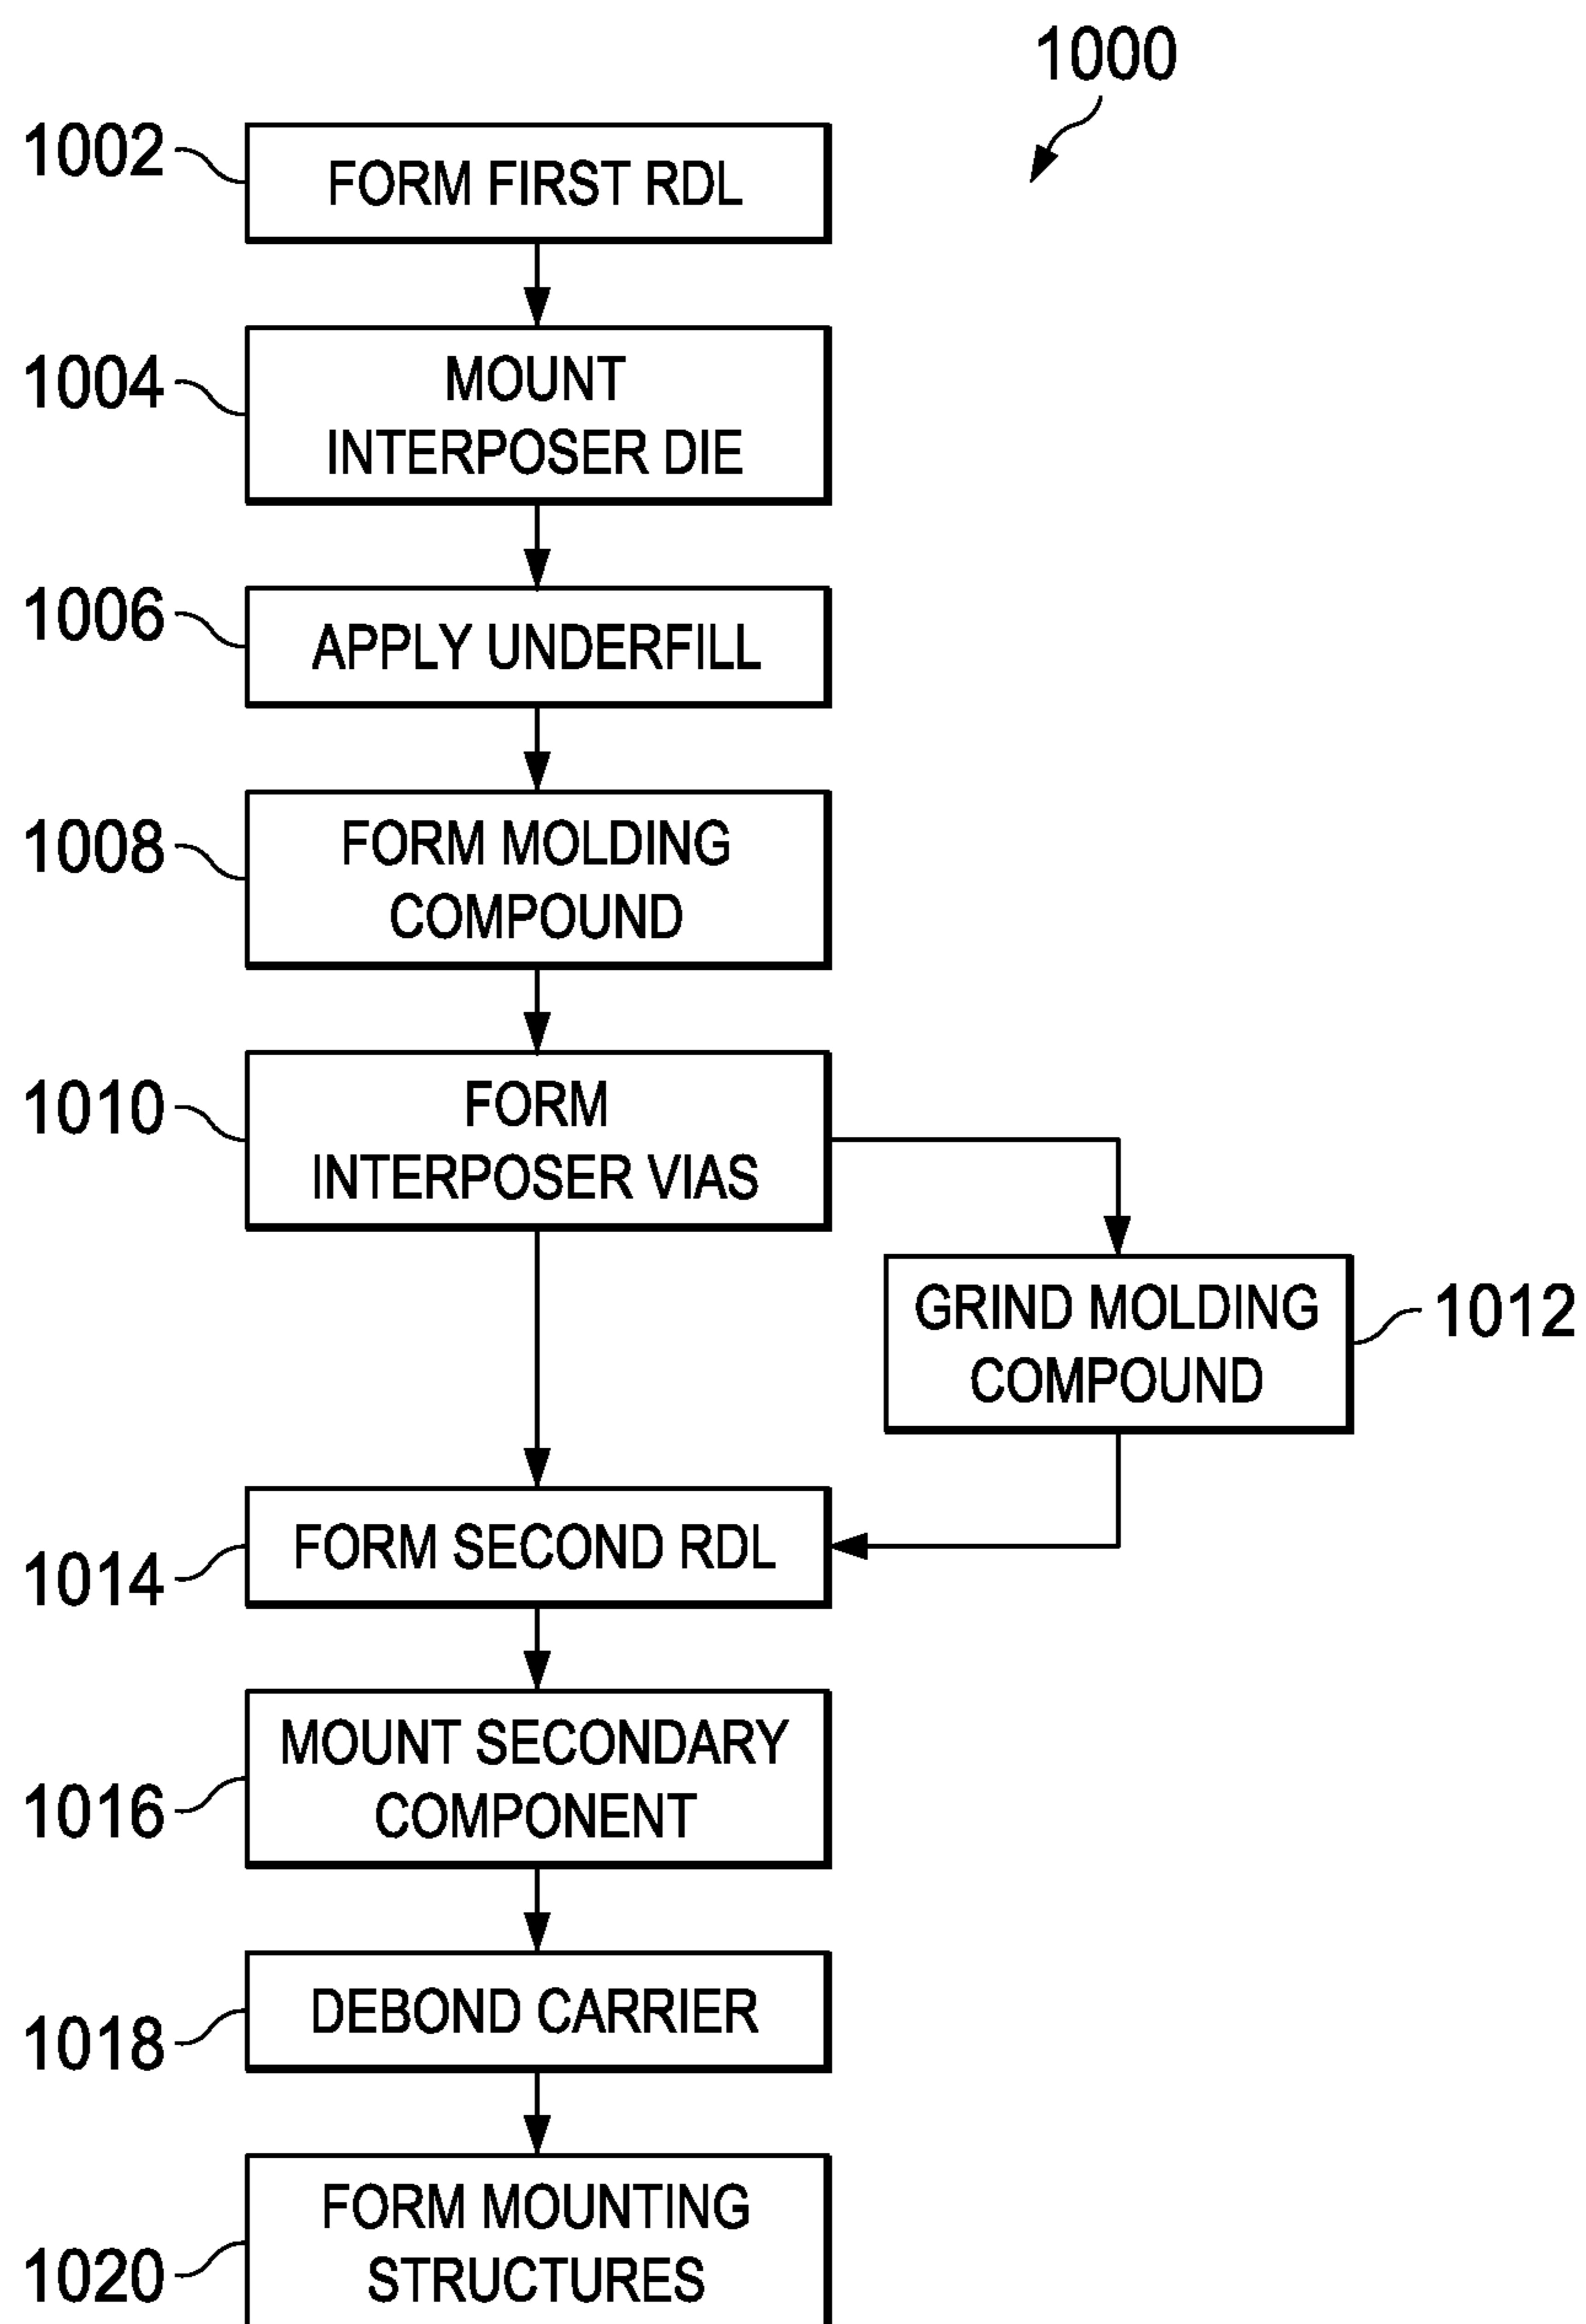 1000
1002
FORM FIRST RDL
1004
MOUNT
INTERPOSER DIE
1006
APPLY UNDERFILL
1008
FORM MOLDING
COMPOUND
1010
FORM
INTERPOSER VIAS
GRIND MOLDING
COMPOUND
1012
1014
FORM SECOND RDL
1016
MOUNT SECONDARY
COMPONENT
1018
DEBOND CARRIER
1020
FORM MOUNTING
STRUCTURES